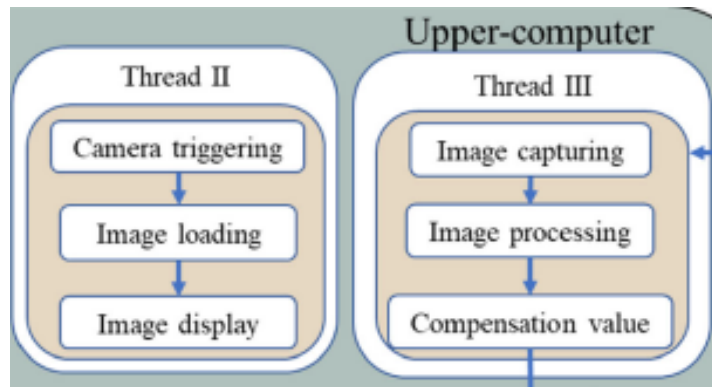 Upper-computer
Thread II
Camera triggering
Image loading
Image display
Thread III
Image capturing
Image processing
Compensation value